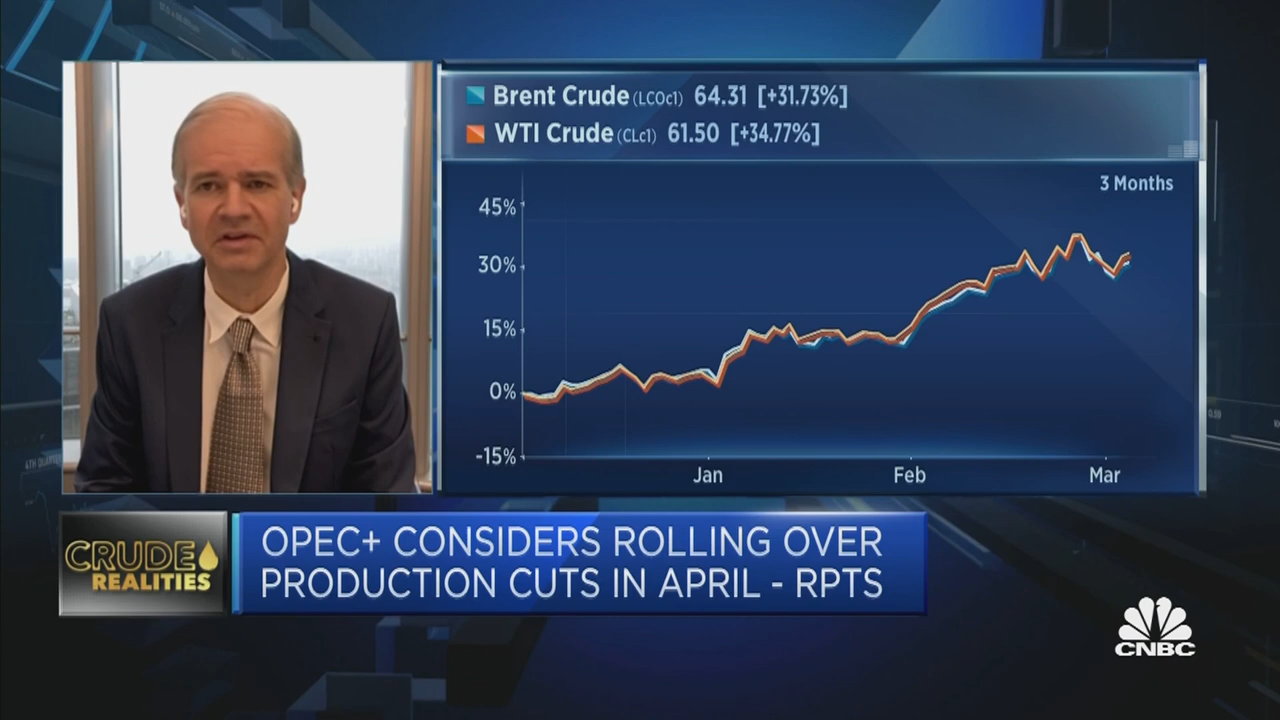 Brent Crude (LCOc1) 64.31 [+31.73%]
WTI Crude (CLc1) 61.50 [+34.77%]
3 Months
45%
30%
15%
0%
-15%
Jan Feb Mar
CRUDE
REALITIES
OPEC+ CONSIDERS ROLLING OVER
PRODUCTION CUTS IN APRIL - RPTS
CNBC